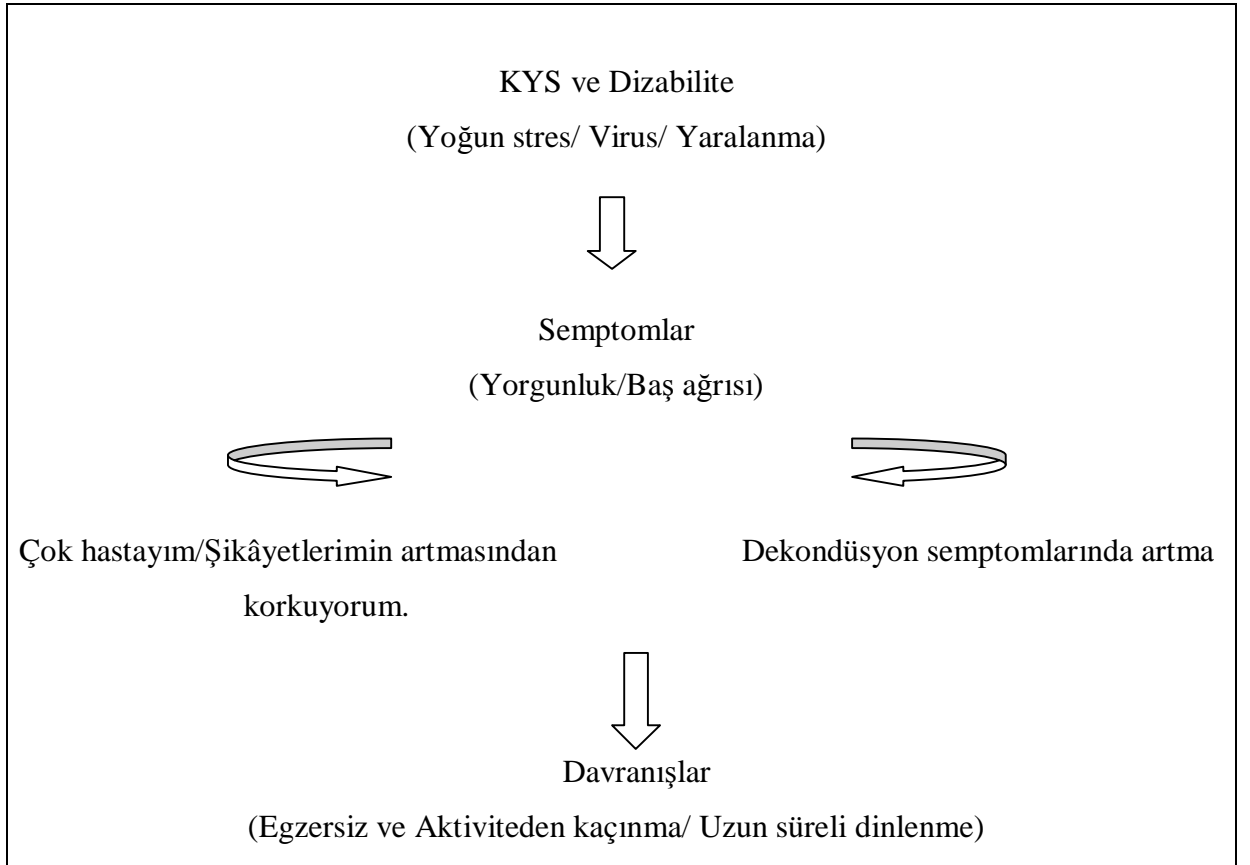 KYS ve Dizabilite
(Yoğun stres/ Virus/ Yaralanma)
Semptomlar
(Yorgunluk/Baş ağrısı)
Çok hastayım/Şikâyetlerimin artmasından
korkuyorum.
Dekondüsyon semptomlarında artma
Davranışlar
(Egzersiz ve Aktiviteden kaçınma/ Uzun süreli dinlenme)